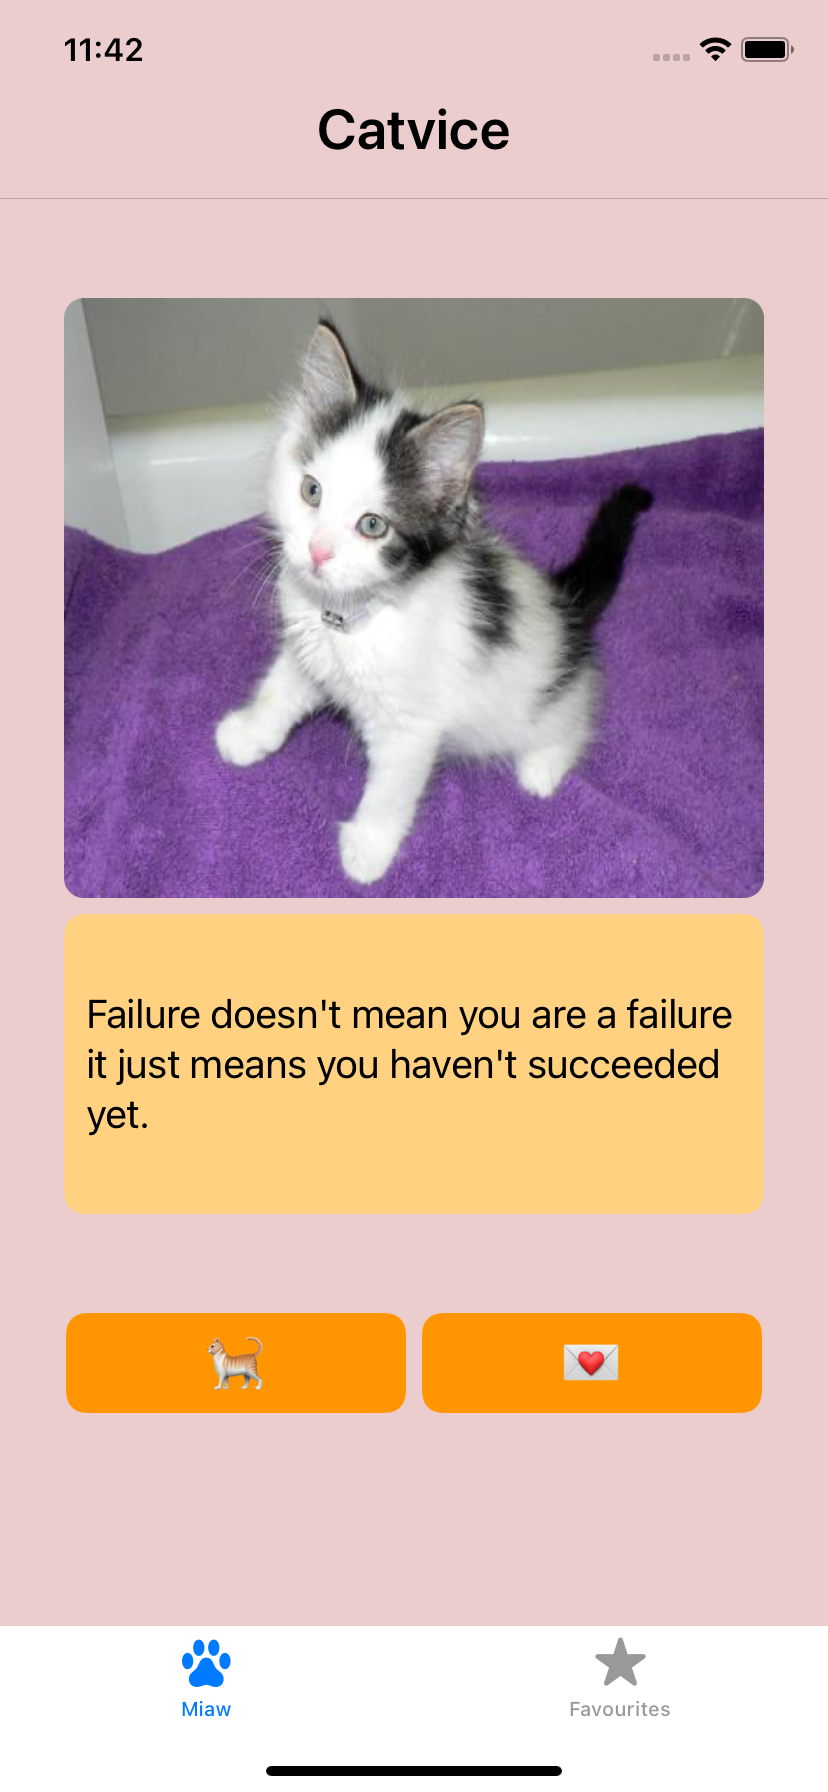 11:42
Catvice
Failure doesn't mean you are a failure
it just means you haven't succeeded
yet.
Miaw
Favourites